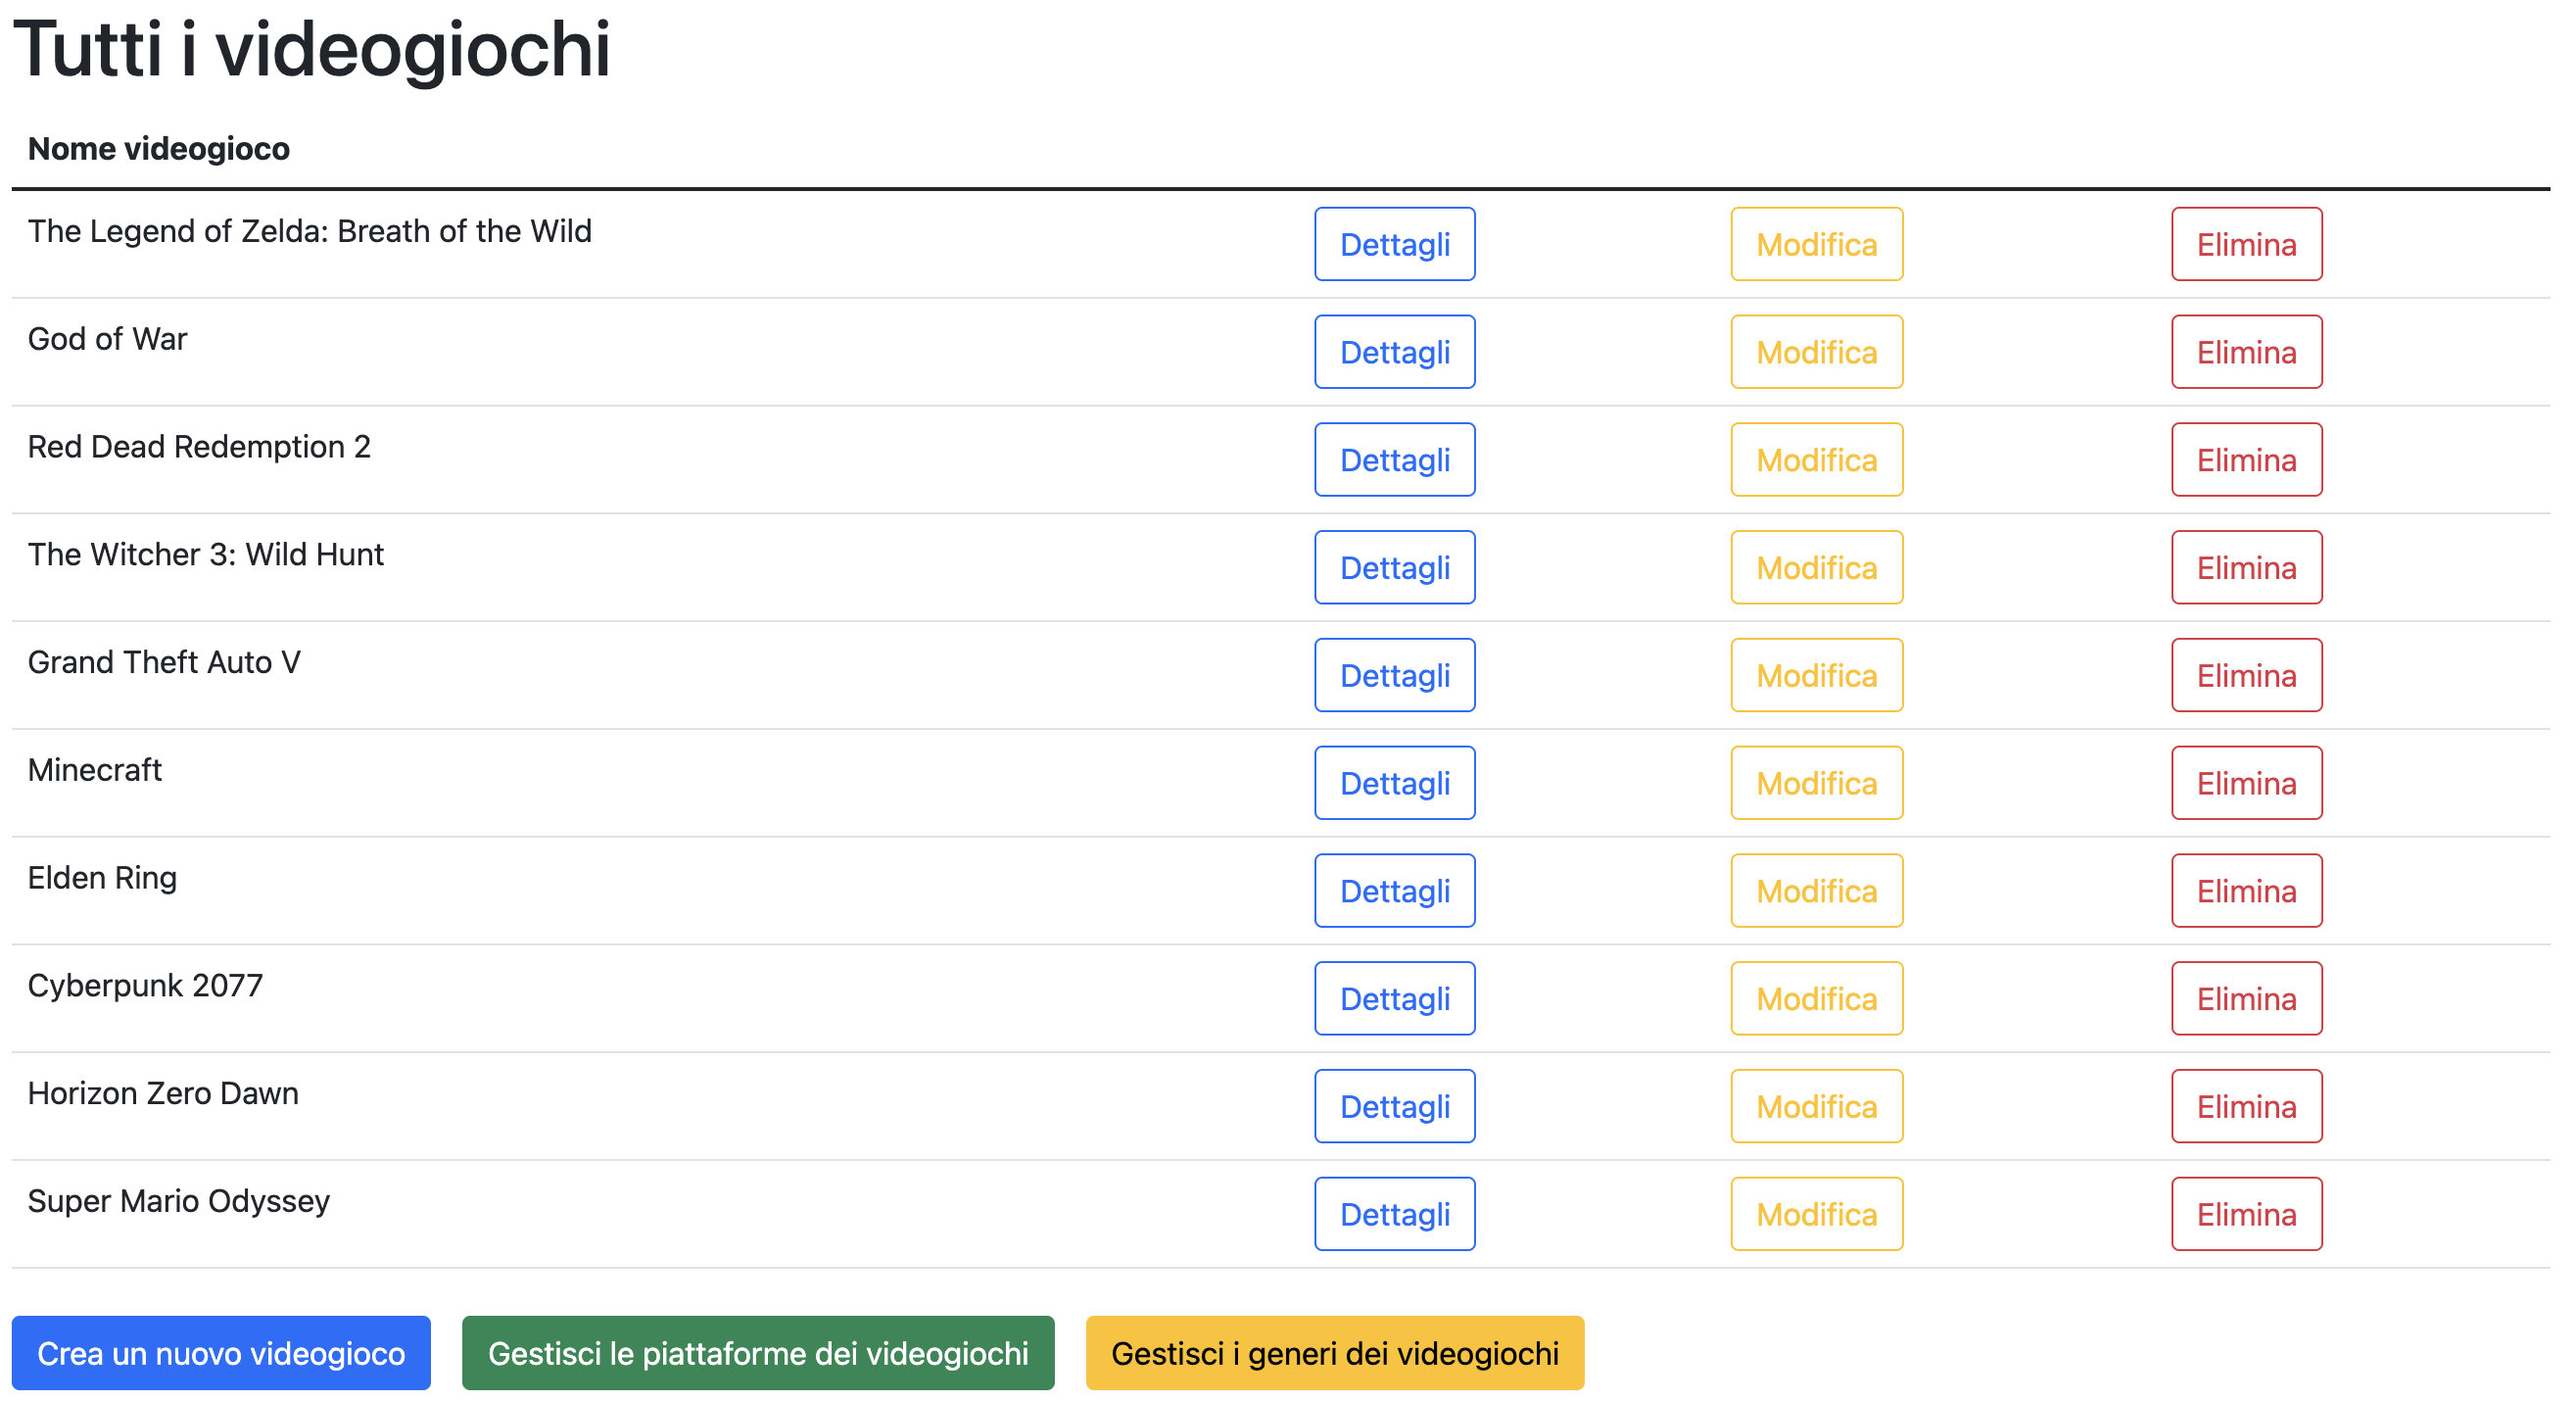 Tutti i videogiochi
Nome videogioco
The Legend of Zelda: Breath of the Wild Dettagli Modifica Elimina
God of War Dettagli Modifica Elimina
Red Dead Redemption 2 Dettagli Modifica Elimina
The Witcher 3: Wild Hunt Dettagli Modifica Elimina
Grand Theft Auto V Dettagli Modifica Elimina
Minecraft Dettagli Modifica Elimina
Elden Ring Dettagli Modifica Elimina
Cyberpunk 2077 Dettagli Modifica Elimina
Horizon Zero Dawn Dettagli Modifica Elimina
Super Mario Odyssey Dettagli Modifica Elimina
Crea un nuovo videogioco Gestisci le piattaforme dei videogiochi Gestisci i generi dei videogiochi